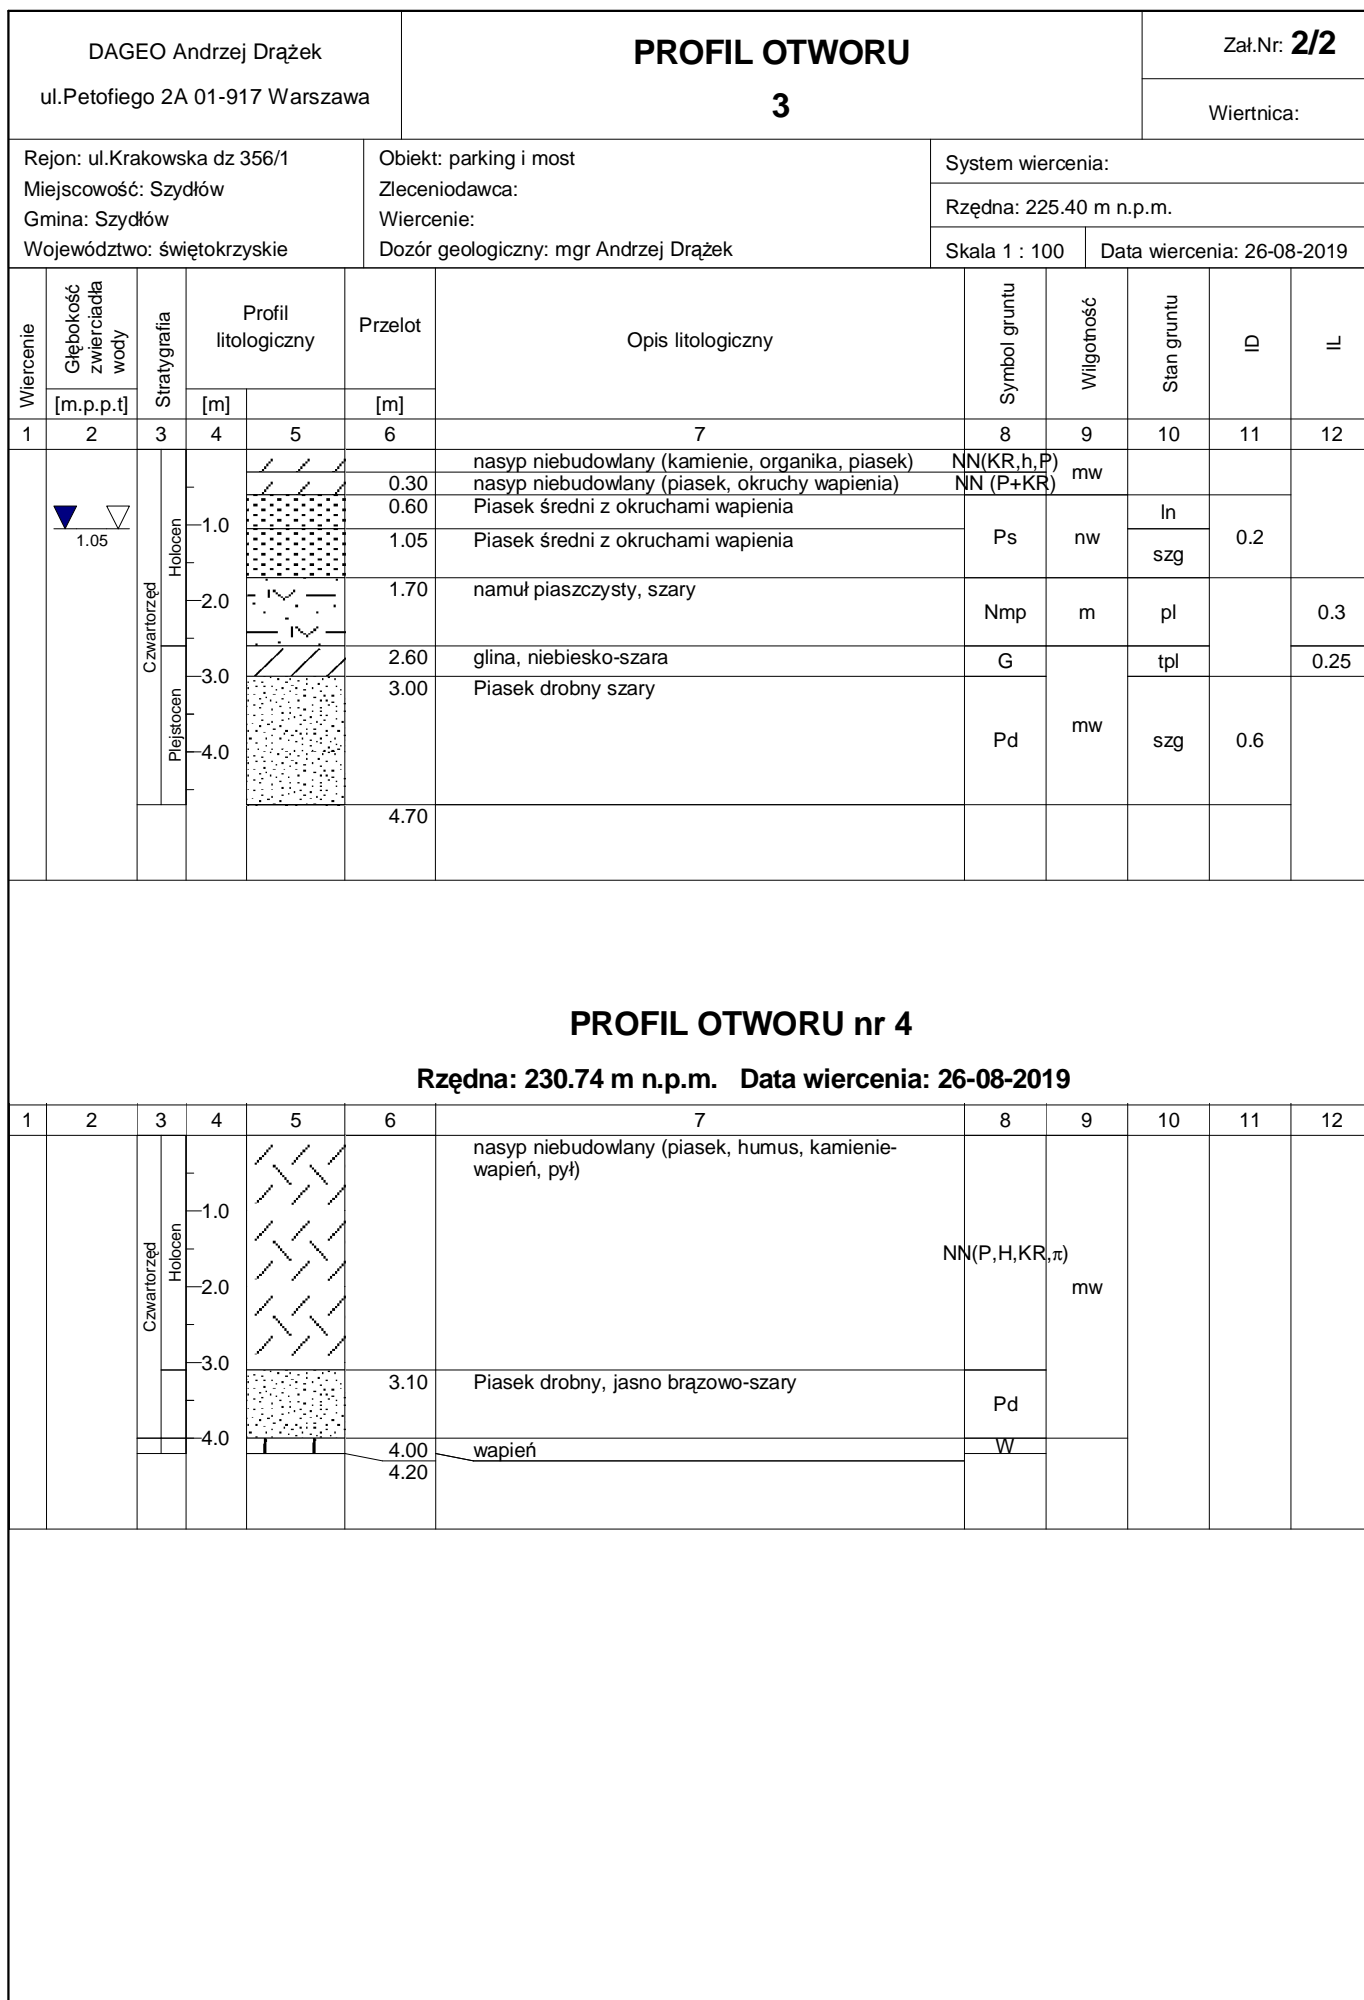 DAGEO Andrzej Drążek
ul.Petofiego 2A 01-917 Warszawa
PROFIL OTWORU
3
Zał.Nr: 2/2
Wiertnica:
Rejon: ul.Krakowska dz 356/1
Miejscowość: Szydłów
Gmina: Szydłów
Województwo: świętokrzyskie
Obiekt: parking i most
Zleceniodawca:
Wiercenie:
Dozór geologiczny: mgr Andrzej Drążek
System wiercenia:
Rzędna: 225.40 m n.p.m.
Skala 1 : 100 Data wiercenia: 26-08-2019
Wiercenie
Głębokość
zwierciadła
wody
[m.p.p.t]
Stratygrafia
Profil
litologiczny
[m]
Przelot
[m]
Opis litologiczny
Symbol gruntu
Wilgotność
Stan gruntu
ID
IL
1 2 3 4 5 6 7 8 9 10 11 12
nasyp niebudowlany (kamienie, organika, piasek) NN(KR,h,P)
mw
0.30 nasyp niebudowlany (piasek, okruchy wapienia) NN (P+KR)
0.60 Piasek średni z okruchami wapienia
ln
1.0
1.05
1.05 Piasek średni z okruchami wapienia
Ps nw 0.2
szg
Holocen
Czwartorzęd
1.70 namuł piaszczysty, szary
2.0
Nmp m pl 0.3
2.60 glina, niebiesko-szara
G tpl 0.25
3.0
3.00 Piasek drobny szary
Plejstocen
4.0
Pd mw szg 0.6
4.70
PROFIL OTWORU nr 4
Rzędna: 230.74 m n.p.m. Data wiercenia: 26-08-2019
1 2 3 4 5 6 7 8 9 10 11 12
nasyp niebudowlany (piasek, humus, kamienie-
wapień, pył)
1.0
Czwartorzęd
Holocen
NN(P,H,KR,π)
2.0
mw
3.0
3.10 Piasek drobny, jasno brązowo-szary
Pd
4.0
4.00 wapień
W
4.20